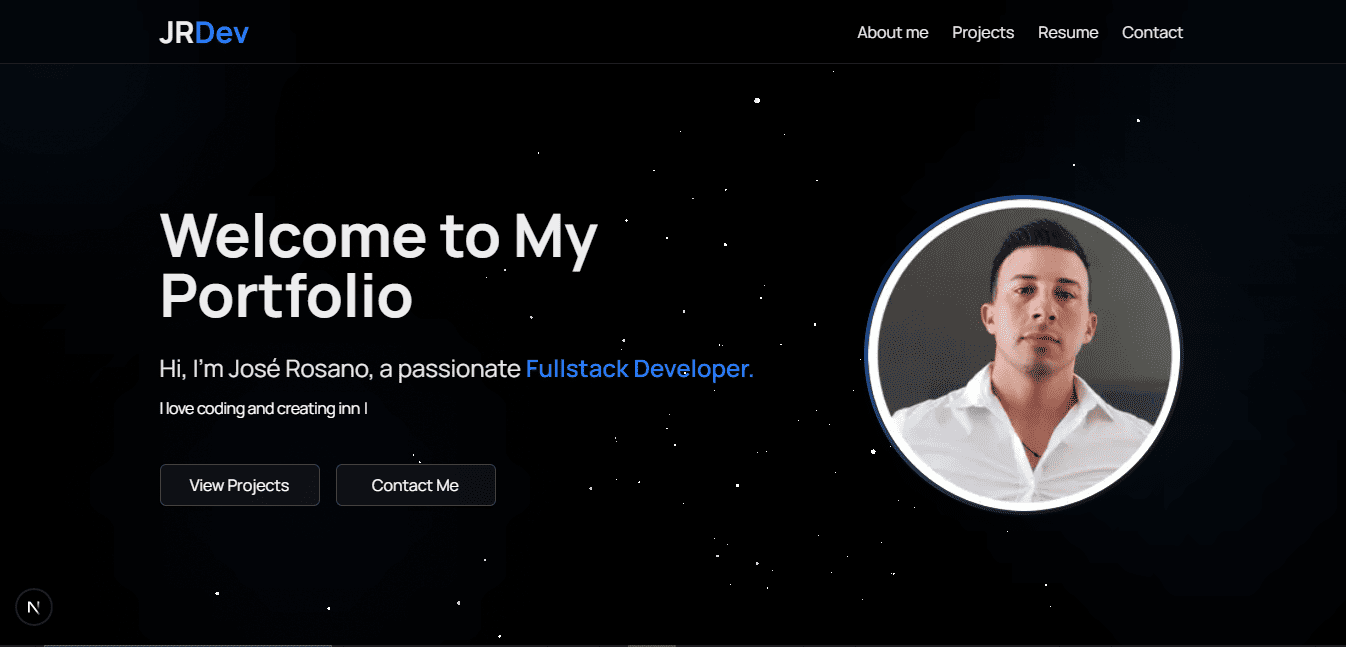 JRDev
About me Projects Resume Contact
Welcome to My
Portfolio
Hi, I’m José Rosano, a passionate Fullstack Developer.
I love coding and creating inn |
View Projects Contact Me
N